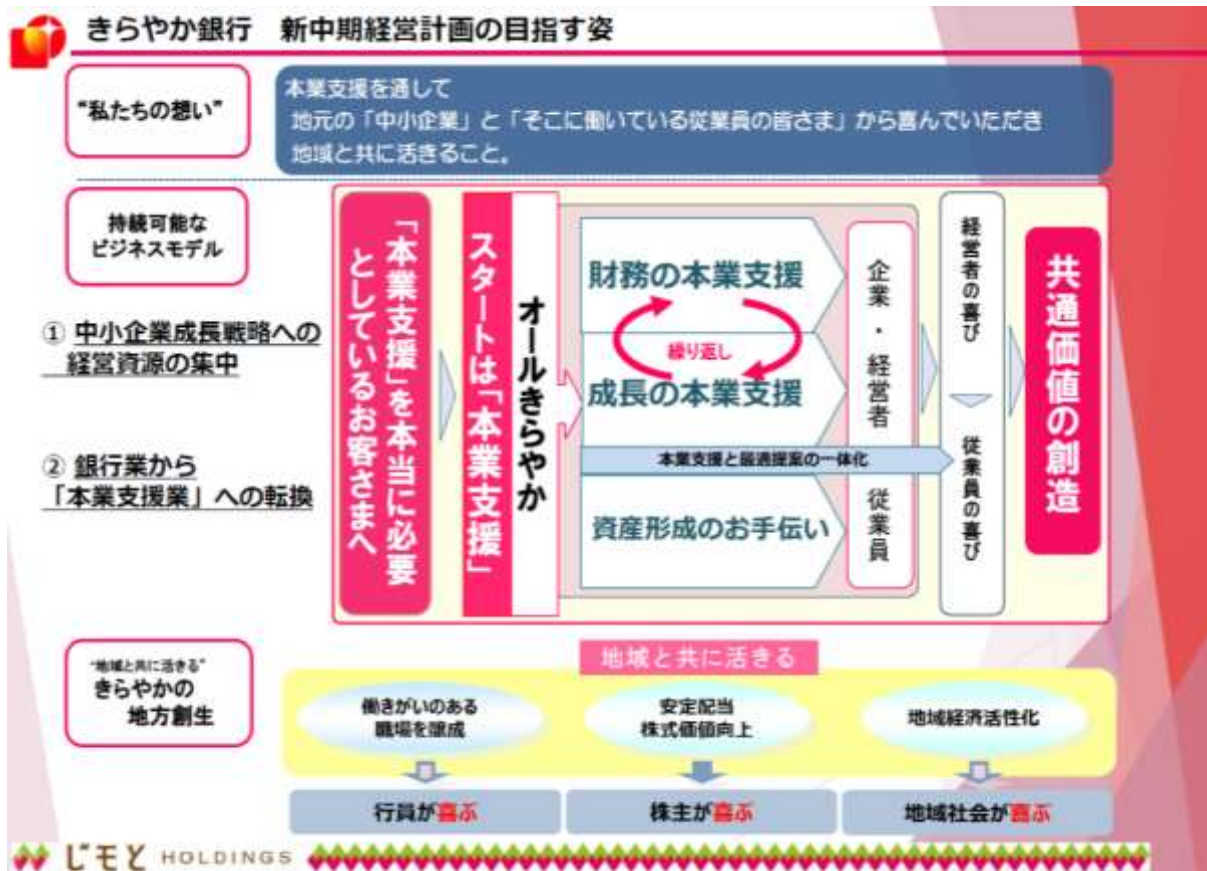 きらやか銀行 新中期経営計画の目指す姿
“私たちの想い”
本業支援を通して
地元の「中小企業」と「そこに働いている従業員の皆さま」から喜んでいただき
地域と共に活きること。
持続可能な
ビジネスモデル
① 中小企業成長戦略への
経営資源の集中
② 銀行業から
「本業支援業」への転換
「本業支援」を本当に必要
としているお客さまへ
スタートは「本業支援」
オールきらやか
財務の本業支援
繰り返し
成長の本業支援
本業支援と最適提案の一体化
資産形成のお手伝い
企業・経営者
従業員
経営者の喜び
従業員の喜び
共通価値の創造
“地域と共に活きる”
きらやかの
地方創生
地域と共に活きる
働きがいのある
職場を醸成
安定配当
株式価値向上
地域経済活性化
行員が喜ぶ
株主が喜ぶ
地域社会が喜ぶ
じモと HOLDINGS